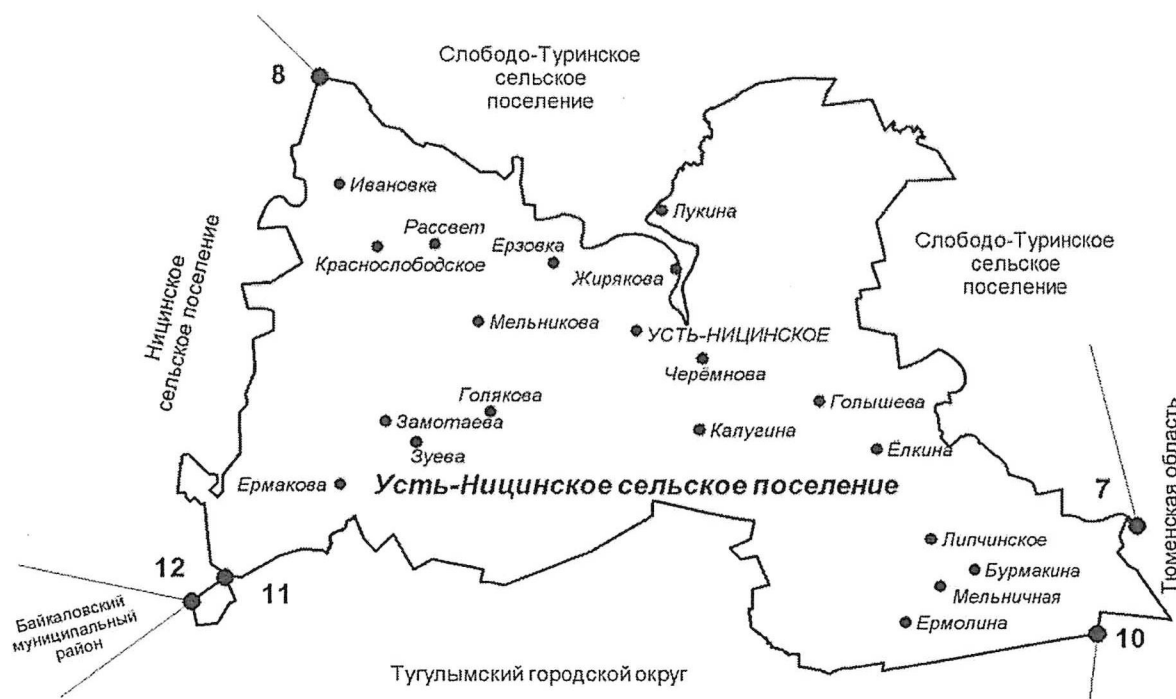 8
Слободо-Туринское
сельское
поселение
Ивановка
Лукина
Рассвет
Краснослободское
Ерзовка
Жирякова
Слободо-Туринское
сельское
поселение
Ницинское
сельское поселение
Мельникова
УСТЬ-НИЦИНСКОЕ
Черёмнова
Голякова
Замотаева
Зуева
Голышева
Калугина
Ёлкина
Ермакова
Усть-Ницинское сельское поселение
7
Тюменская область
Липчинское
Бурмакина
Мельничная
Ермолина
12
11
10
Байкаловский
муниципальный
район
Тугулымский городской округ